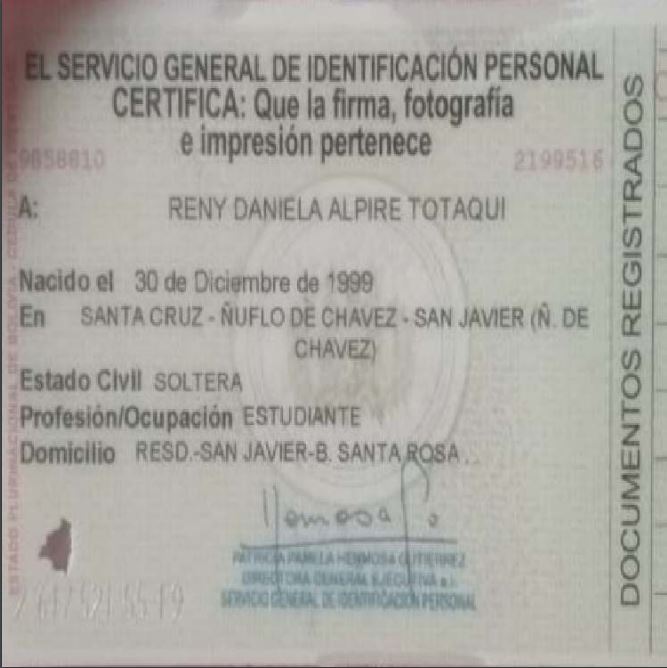 EL SERVICIO GENERAL DE IDENTIFICACIÓN PERSONAL
CERTIFICA: Que la firma, fotografía
e impresión pertenece
9858810 2199516
A: RENY DANIELA ALPIRE TOTAQUI
Nacido el 30 de Diciembre de 1999
En SANTA CRUZ - ÑUFLO DE CHAVEZ - SAN JAVIER (Ñ. DE
CHAVEZ)
Estado Civil SOLTERA
Profesión/Ocupación ESTUDIANTE
Domicilio RESD.-SAN JAVIER-B. SANTA ROSA ..
PATRICIA PAMELA HERMOSA GUTIERREZ
DIRECTORA GENERAL EJECUTIVA a.i.
SERVICIO GENERAL DE IDENTIFICACIÓN PERSONAL
DOCUMENTOS REGISTRADOS
ESTADO PLURINACIONAL DE BOLIVIA